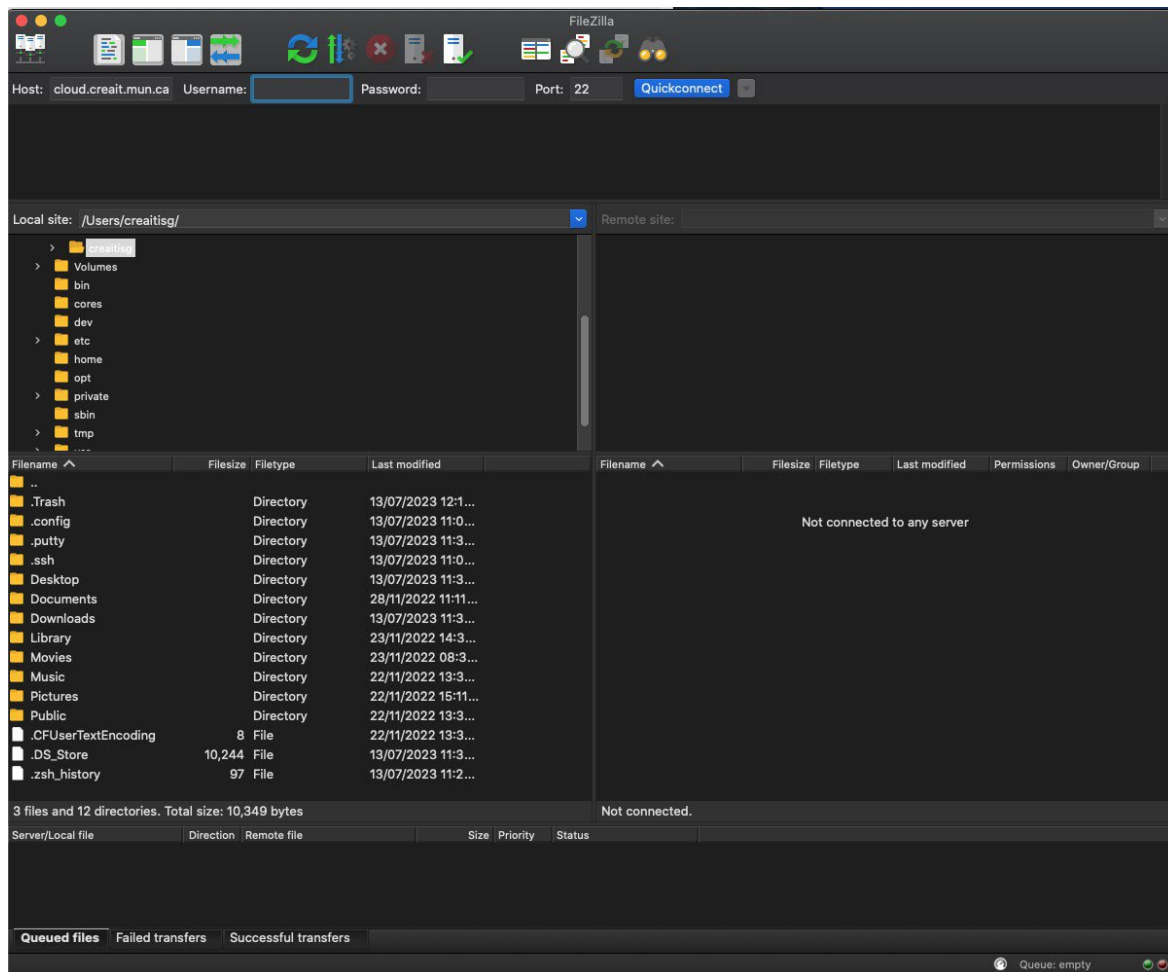 FileZilla
Host: cloud.creait.mun.ca Username: Password: Port: 22 Quickconnect
Local site: /Users/creaitisg/
Remote site:
creaitisg
Volumes
bin
cores
dev
etc
home
opt
private
sbin
tmp
Filename Filesize Filetype Last modified
..
.Trash Directory 13/07/2023 12:1...
.config Directory 13/07/2023 11:0...
.putty Directory 13/07/2023 11:3...
.ssh Directory 13/07/2023 11:0...
Desktop Directory 13/07/2023 11:3...
Documents Directory 28/11/2022 11:11...
Downloads Directory 13/07/2023 11:3...
Library Directory 23/11/2022 14:3...
Movies Directory 23/11/2022 08:3...
Music Directory 22/11/2022 13:3...
Pictures Directory 22/11/2022 15:11...
Public Directory 22/11/2022 13:3...
.CFUserTextEncoding 8 File 22/11/2022 13:3...
.DS_Store 10,244 File 13/07/2023 11:3...
.zsh_history 97 File 13/07/2023 11:2...
3 files and 12 directories. Total size: 10,349 bytes
Filename Filesize Filetype Last modified Permissions Owner/Group
Not connected to any server
Not connected.
Server/Local file Direction Remote file Size Priority Status
Queued files Failed transfers Successful transfers
Queue: empty